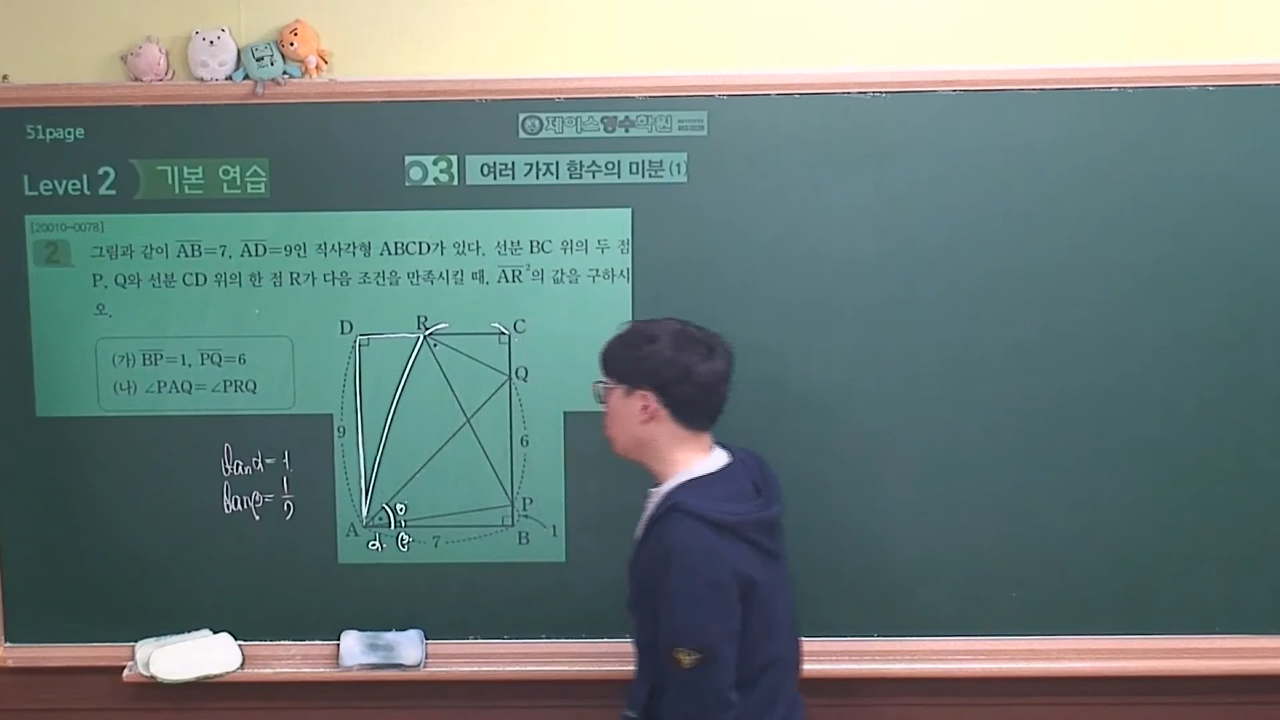 51page
제이스영수학원
Level 2 기본 연습
03 여러 가지 함수의 미분(1)
[20010-0078]
2 그림과 같이 AB=7, AD=9인 직사각형 ABCD가 있다. 선분 BC 위의 두 점
P, Q와 선분 CD 위의 한 점 R가 다음 조건을 만족시킬 때, AR²의 값을 구하시
오.
(가) BP=1, PQ=6
(나) ∠PAQ=∠PRQ
D R C
Q
9 6
P
A 7 B 1
α β
θ
tanα=1